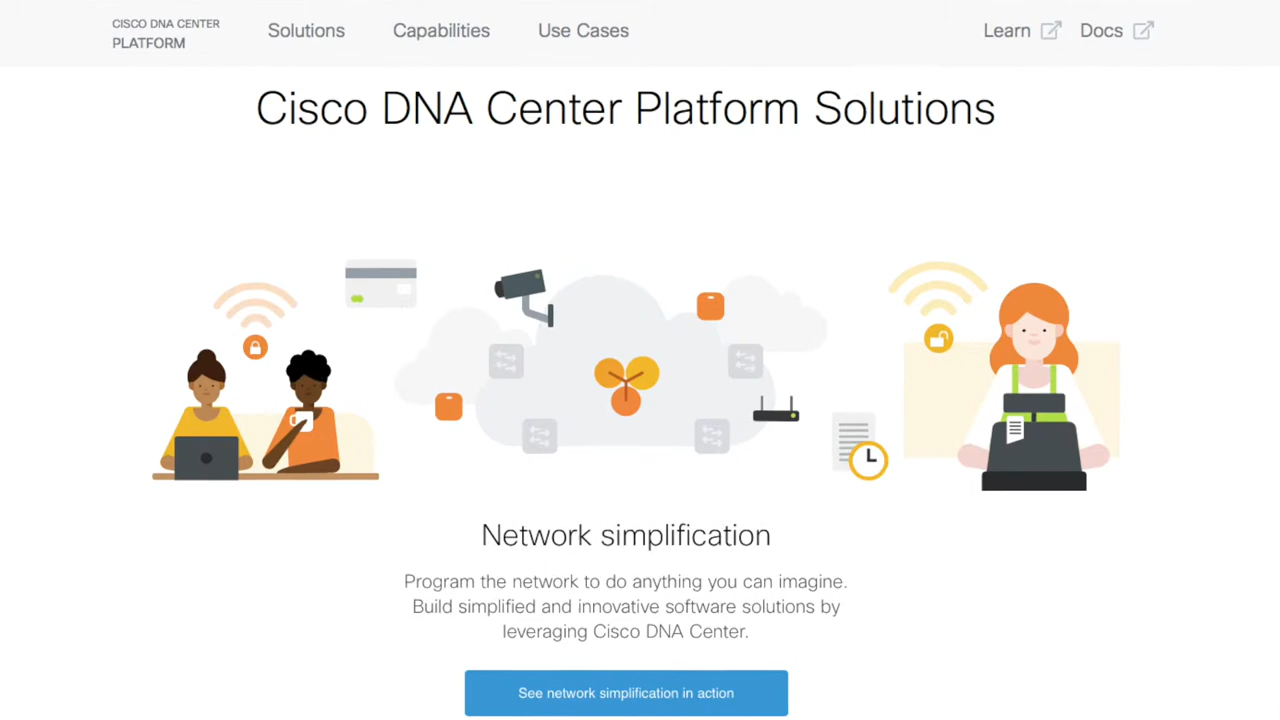 CISCO DNA CENTER
PLATFORM
Solutions
Capabilities
Use Cases
Learn
Docs
Cisco DNA Center Platform Solutions
Network simplification
Program the network to do anything you can imagine.
Build simplified and innovative software solutions by
leveraging Cisco DNA Center.
See network simplification in action